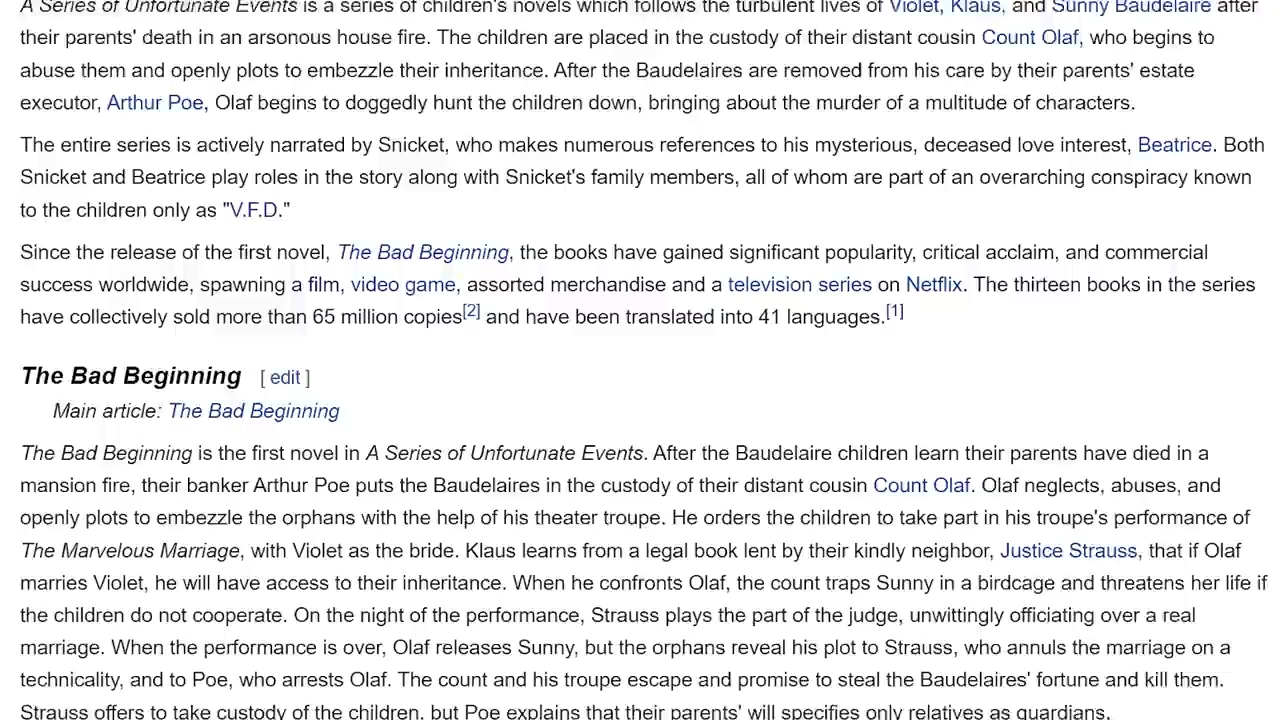 A Series of Unfortunate Events is a series of children's novels which follows the turbulent lives of Violet, Klaus, and Sunny Baudelaire after
their parents' death in an arsonous house fire. The children are placed in the custody of their distant cousin Count Olaf, who begins to
abuse them and openly plots to embezzle their inheritance. After the Baudelaires are removed from his care by their parents' estate
executor, Arthur Poe, Olaf begins to doggedly hunt the children down, bringing about the murder of a multitude of characters.
The entire series is actively narrated by Snicket, who makes numerous references to his mysterious, deceased love interest, Beatrice. Both
Snicket and Beatrice play roles in the story along with Snicket's family members, all of whom are part of an overarching conspiracy known
to the children only as "V.F.D."
Since the release of the first novel, The Bad Beginning, the books have gained significant popularity, critical acclaim, and commercial
success worldwide, spawning a film, video game, assorted merchandise and a television series on Netflix. The thirteen books in the series
have collectively sold more than 65 million copies[2] and have been translated into 41 languages.[1]
The Bad Beginning [ edit ]
Main article: The Bad Beginning
The Bad Beginning is the first novel in A Series of Unfortunate Events. After the Baudelaire children learn their parents have died in a
mansion fire, their banker Arthur Poe puts the Baudelaires in the custody of their distant cousin Count Olaf. Olaf neglects, abuses, and
openly plots to embezzle the orphans with the help of his theater troupe. He orders the children to take part in his troupe's performance of
The Marvelous Marriage, with Violet as the bride. Klaus learns from a legal book lent by their kindly neighbor, Justice Strauss, that if Olaf
marries Violet, he will have access to their inheritance. When he confronts Olaf, the count traps Sunny in a birdcage and threatens her life if
the children do not cooperate. On the night of the performance, Strauss plays the part of the judge, unwittingly officiating over a real
marriage. When the performance is over, Olaf releases Sunny, but the orphans reveal his plot to Strauss, who annuls the marriage on a
technicality, and to Poe, who arrests Olaf. The count and his troupe escape and promise to steal the Baudelaires' fortune and kill them.
Strauss offers to take custody of the children, but Poe explains that their parents' will specifies only relatives as guardians.